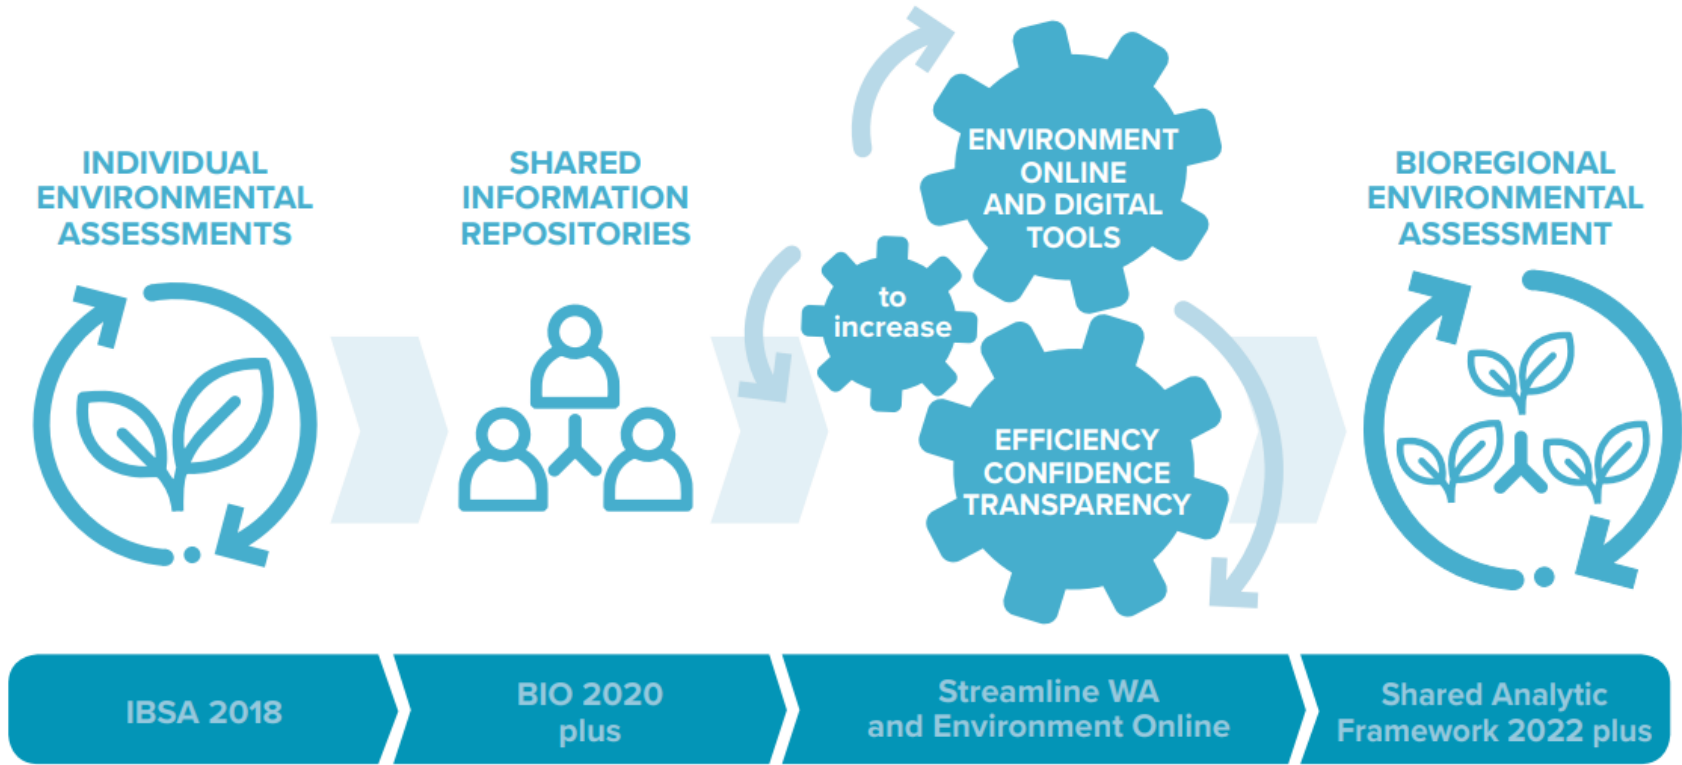 INDIVIDUAL
ENVIRONMENTAL
ASSESSMENTS
SHARED
INFORMATION
REPOSITORIES
ENVIRONMENT
ONLINE
AND DIGITAL
TOOLS
to
increase
EFFICIENCY
CONFIDENCE
TRANSPARENCY
BIOREGIONAL
ENVIRONMENTAL
ASSESSMENT
IBSA 2018
BIO 2020
plus
Streamline WA
and Environment Online
Shared Analytic
Framework 2022 plus